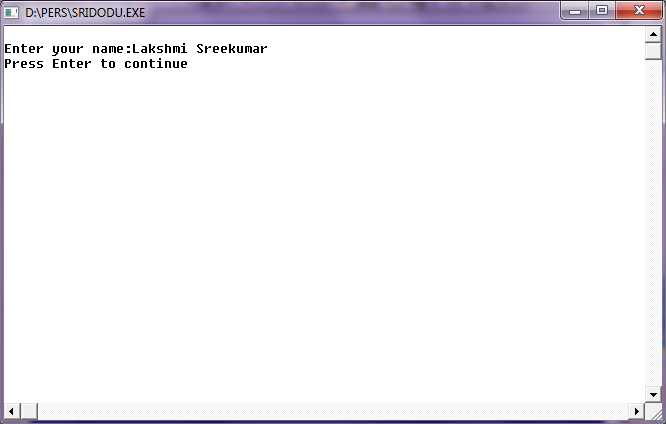 D:\PERS\SRIDODU.EXE
Enter your name:Lakshmi Sreekumar
Press Enter to continue